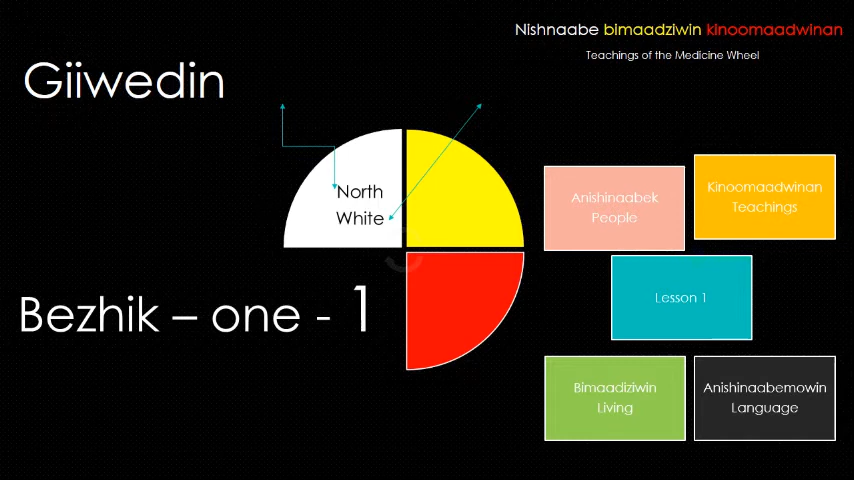 Nishnaabe bimaadziwin kinoomaadwinan
Teachings of the Medicine Wheel
Giiwedin
North
White
Bezhik – one - 1
Anishinaabek
People
Kinoomaadwinan
Teachings
Lesson 1
Bimaadiziwin
Living
Anishinaabemowin
Language